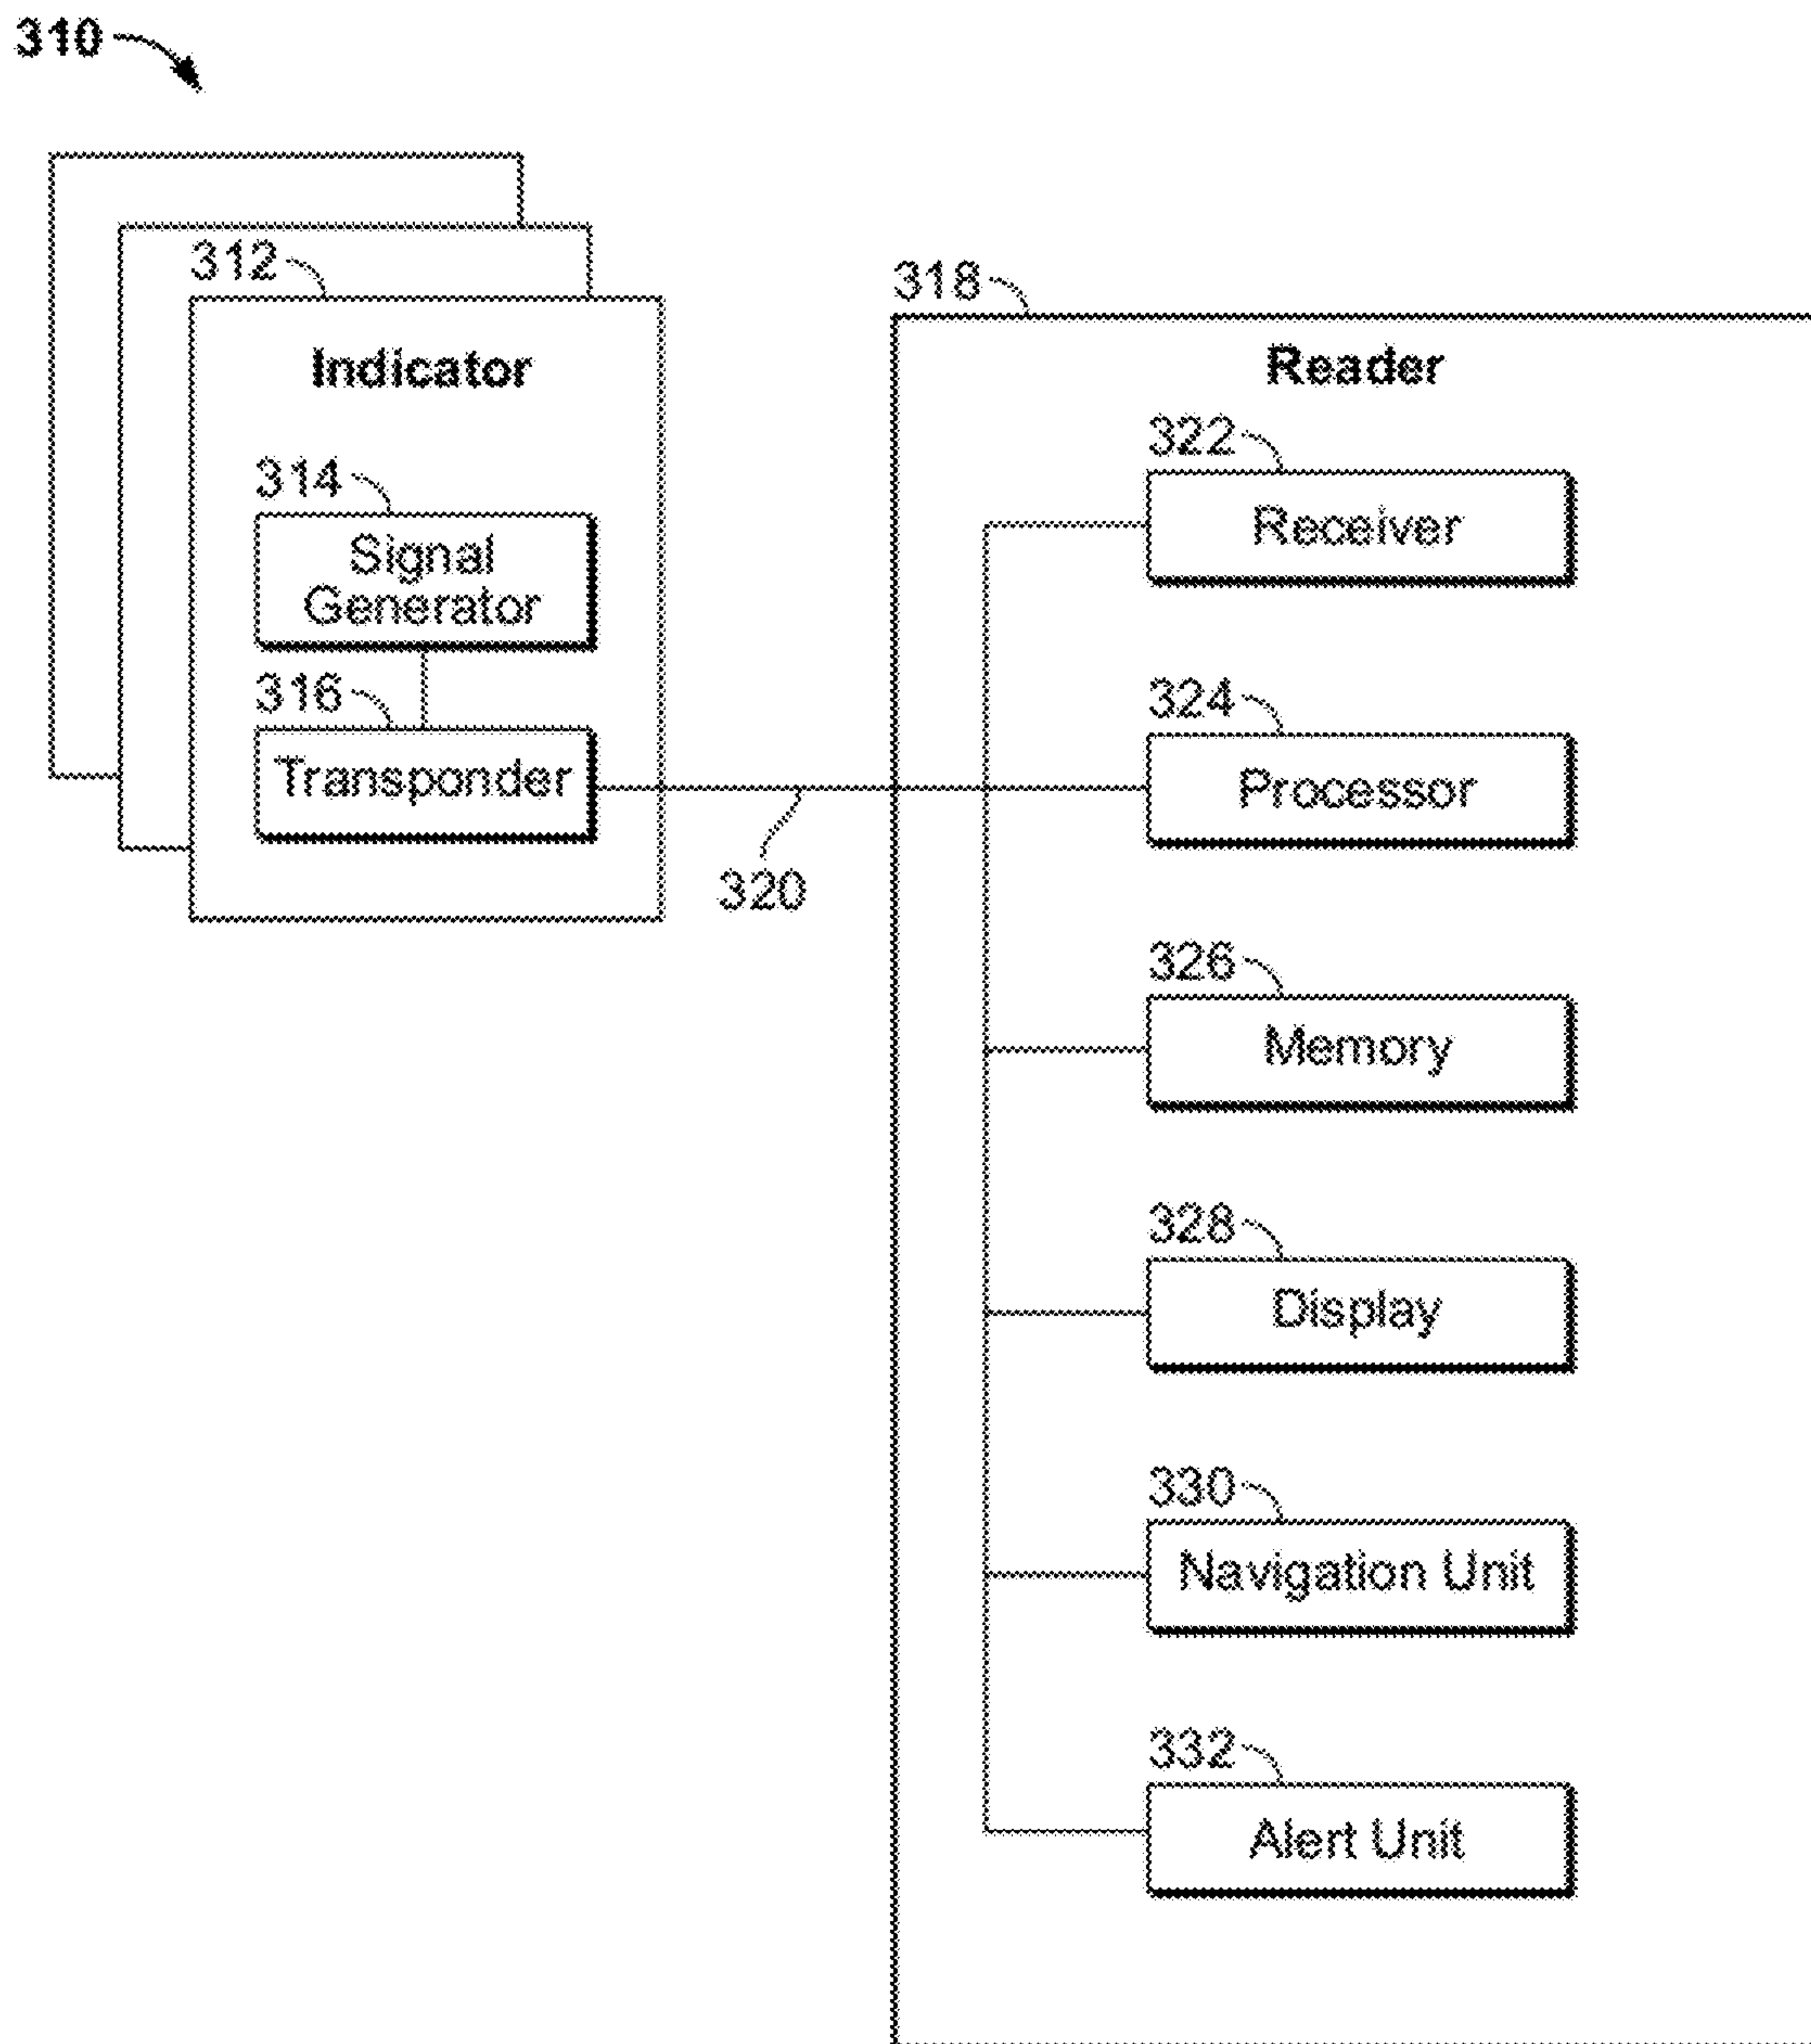 310
312
Indicator
314
Signal
Generator
316
Transponder
320
318
Reader
322
Receiver
324
Processor
326
Memory
328
Display
330
Navigation Unit
332
Alert Unit